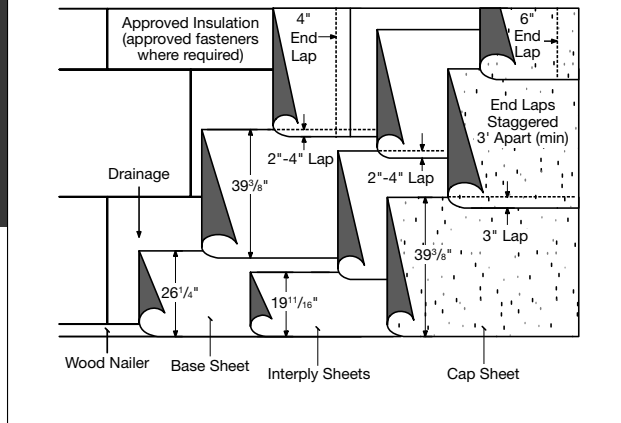 Approved Insulation
(approved fasteners
where required)
4"
End
Lap
6"
End
Lap
End Laps
Staggered
3' Apart (min)
2"-4" Lap
2"-4" Lap
Drainage
39³/₈"
3" Lap
39³/₈"
26¹/₄"
19¹¹/₁₆"
Wood Nailer
Base Sheet
Interply Sheets
Cap Sheet